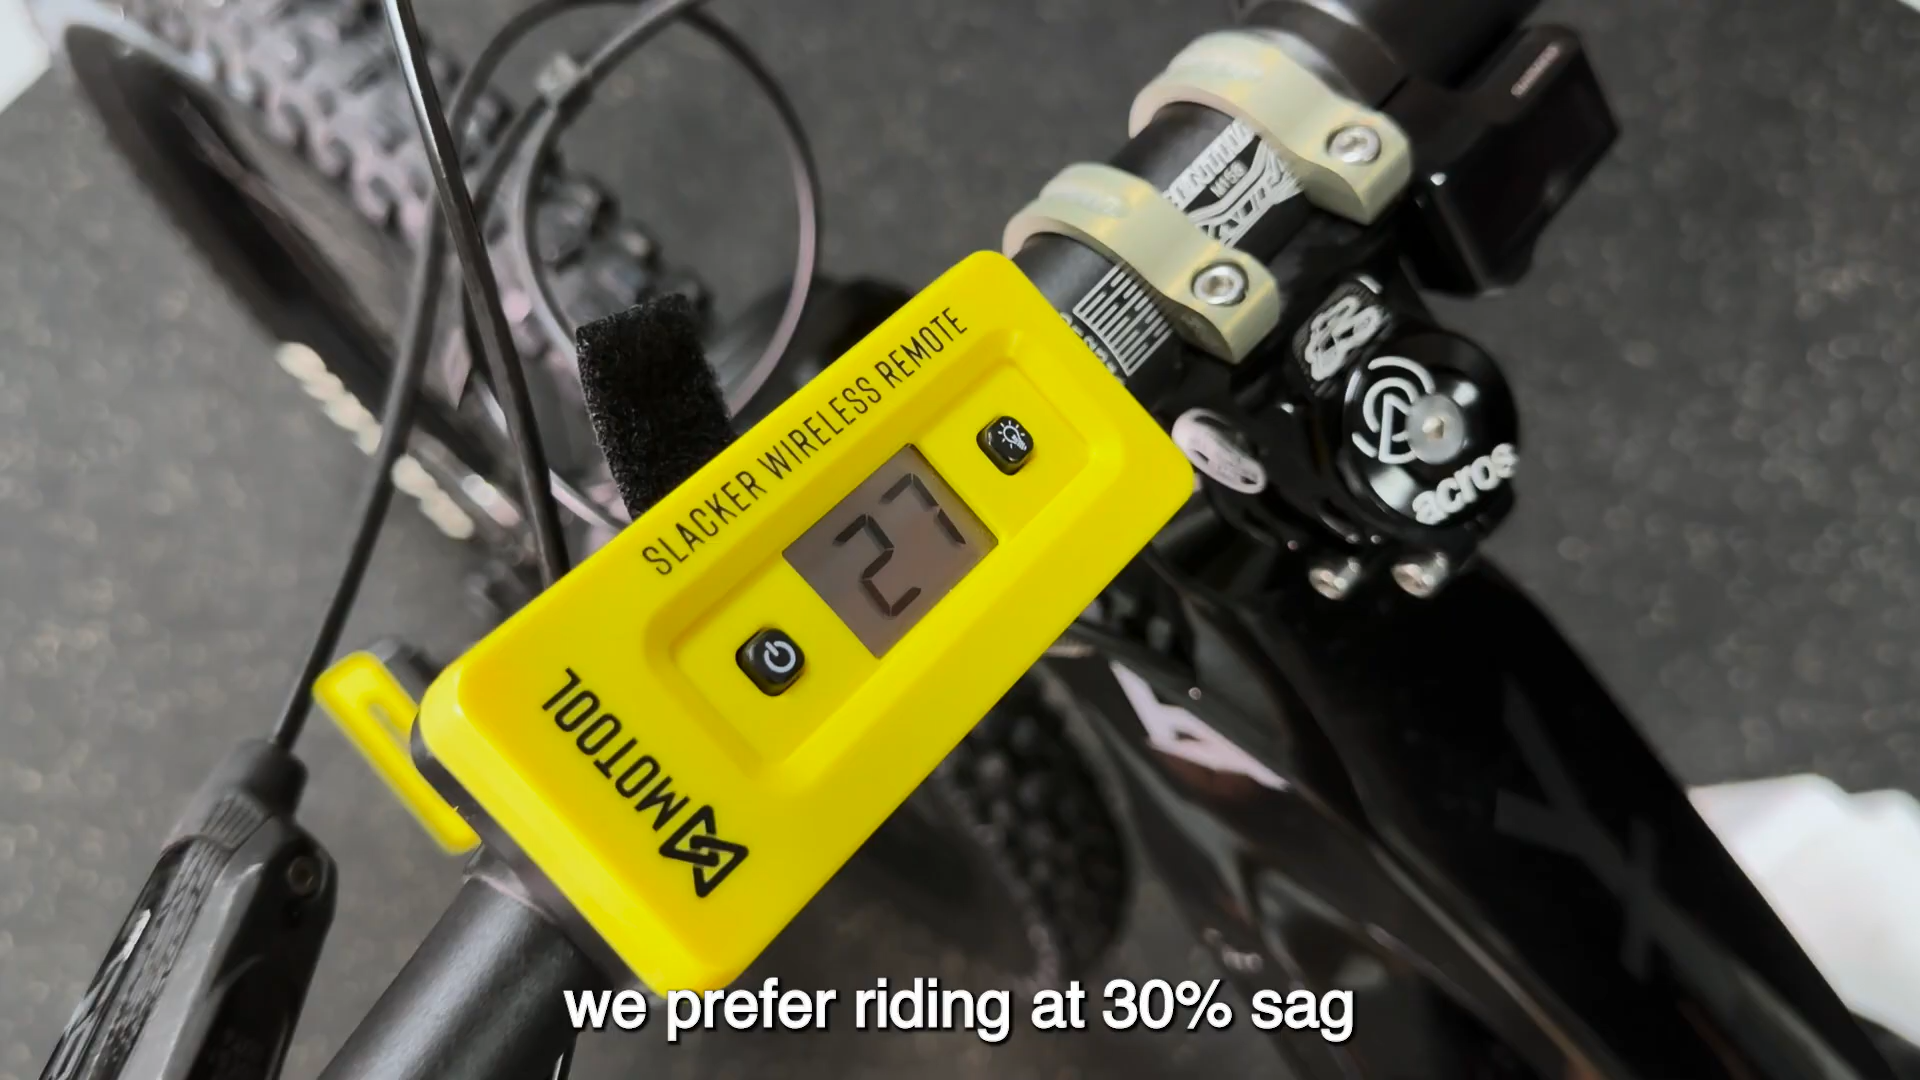 SLACKER WIRELESS REMOTE
27
MOTOOL
acros
we prefer riding at 30% sag